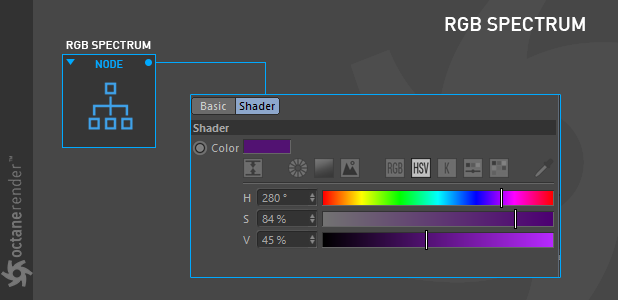 RGB SPECTRUM
RGB SPECTRUM
NODE
Basic Shader
Shader
Color
RGB HSV K
H 280 °
S 84 %
V 45 %
octanerender™